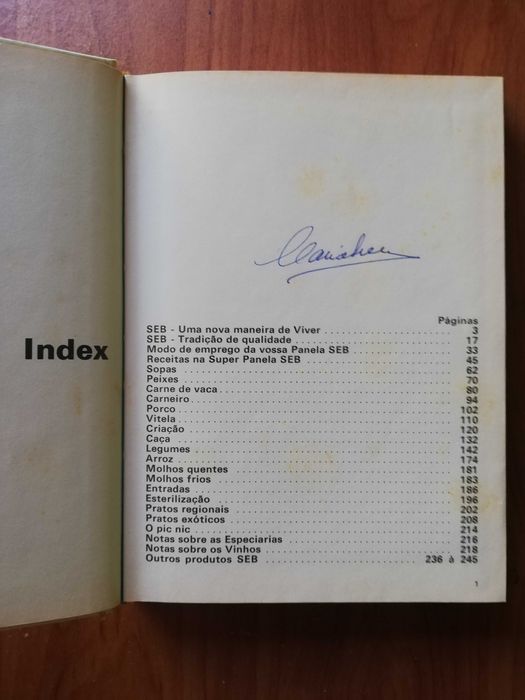 Index
Páginas
SEB - Uma nova maneira de Viver 3
SEB - Tradição de qualidade 17
Modo de emprego da vossa Panela SEB 33
Receitas na Super Panela SEB 45
Sopas 62
Peixes 70
Carne de vaca 80
Carneiro 94
Porco 102
Vitela 110
Criação 120
Caça 132
Legumes 142
Arroz 174
Molhos quentes 181
Molhos frios 183
Entradas 186
Esterilização 196
Pratos regionais 202
Pratos exóticos 208
O pic nic 214
Notas sobre as Especiarias 216
Notas sobre os Vinhos 218
Outros produtos SEB 236 à 245
1